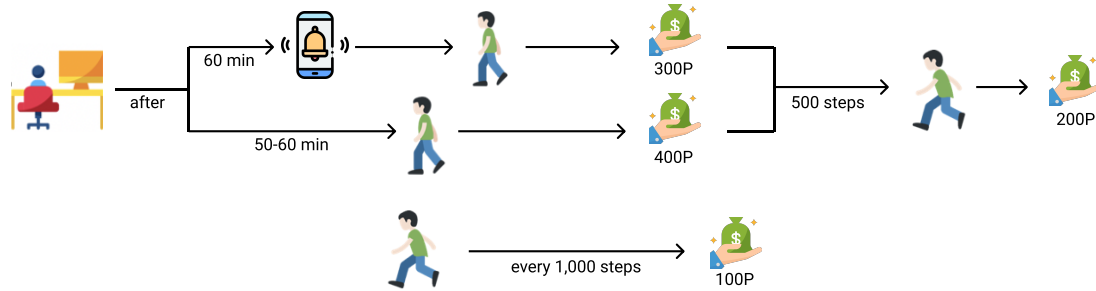 after
60 min
300P
50-60 min
400P
500 steps
200P
every 1,000 steps
100P